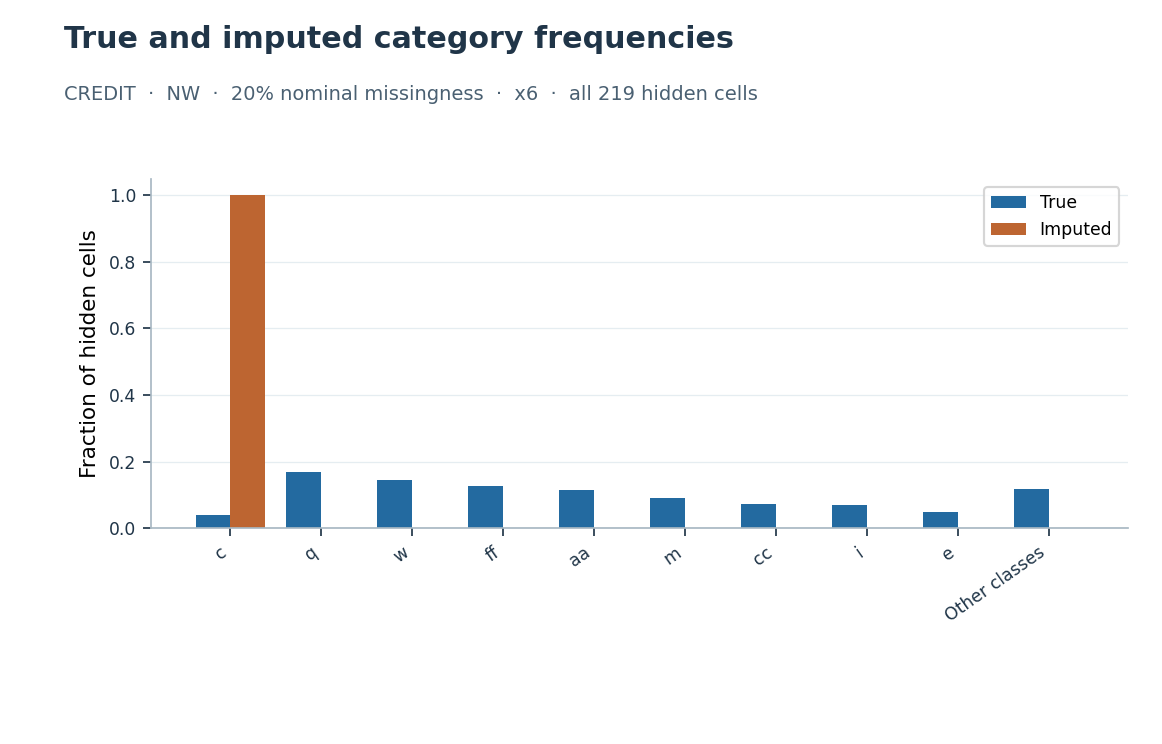 True and imputed category frequencies
CREDIT · NW · 20% nominal missingness · x6 · all 219 hidden cells
Fraction of hidden cells
1.0
0.8
0.6
0.4
0.2
0.0
True
Imputed
c
q
w
ff
aa
m
cc
i
e
Other classes